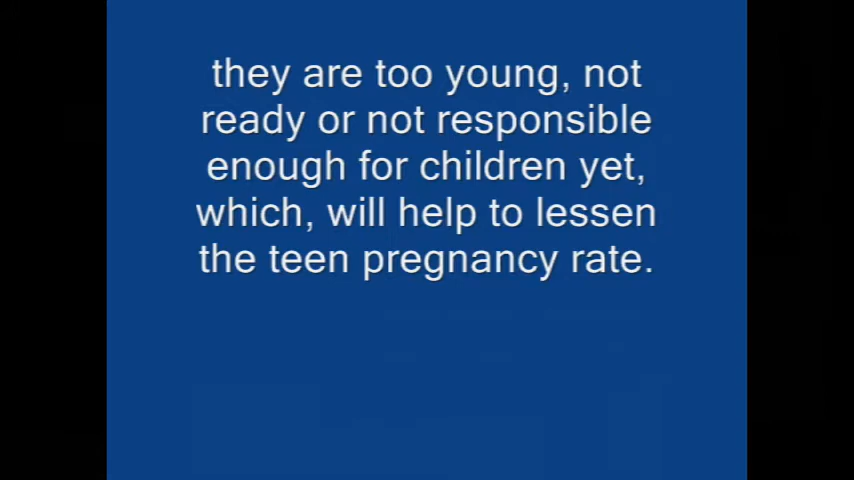 they are too young, not
ready or not responsible
enough for children yet,
which, will help to lessen
the teen pregnancy rate.